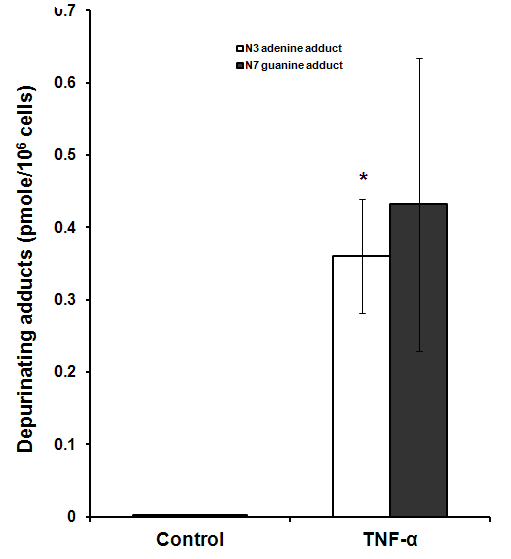 0.7
0.6
0.5
0.4
0.3
0.2
0.1
0
Depurinating adducts (pmole/10⁶ cells)
N3 adenine adduct
N7 guanine adduct
*
Control
TNF-α